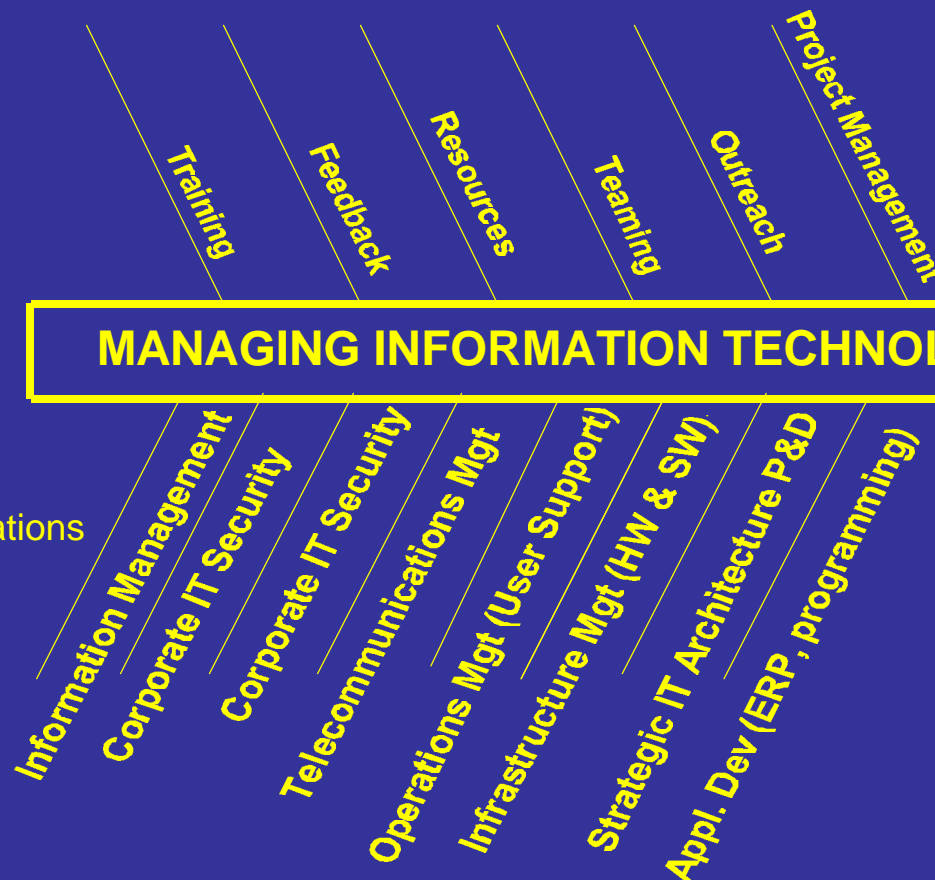 Training
Feedback
Resources
Teaming
Outreach
Project Management
MANAGING INFORMATION TECHNOL
ations
Information Management
Corporate IT Security
Corporate IT Security
Telecommunications Mgt
Operations Mgt (User Support)
Infrastructure Mgt (HW & SW)
Strategic IT Architecture P&D
Appl. Dev (ERP, programming)